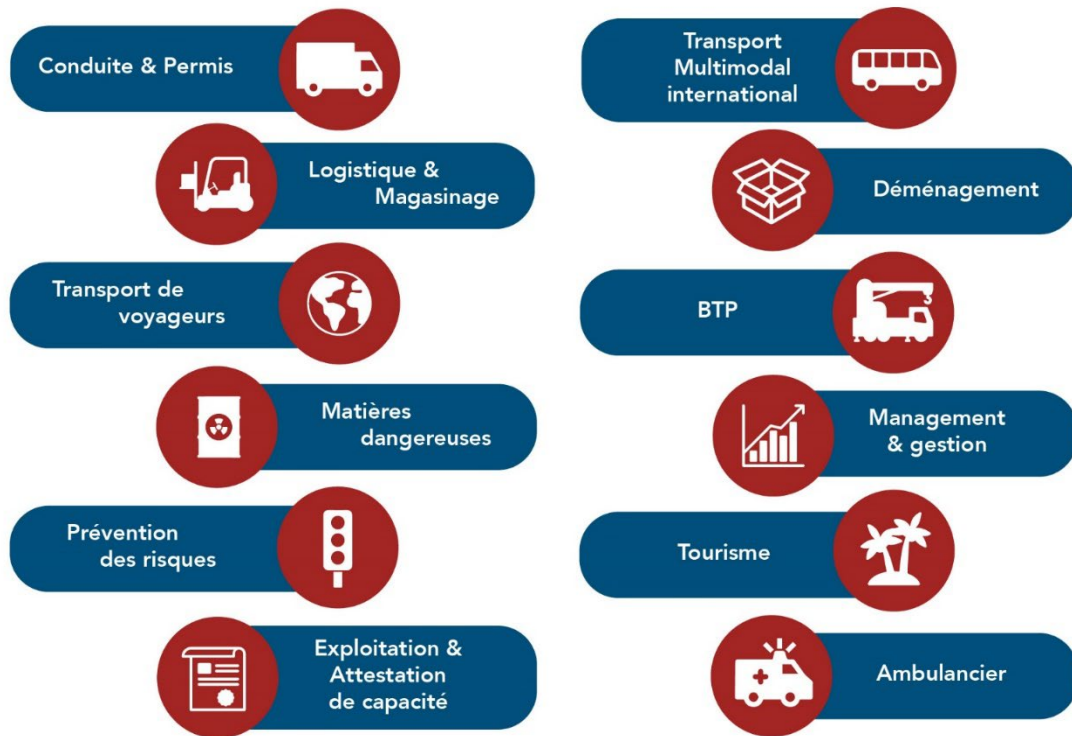 Conduite & Permis
Logistique &
Magasinage
Transport de
voyageurs
Matières
dangereuses
Prévention
des risques
Exploitation &
Attestation
de capacité
Transport
Multimodal
international
Déménagement
BTP
Management
& gestion
Tourisme
Ambulancier